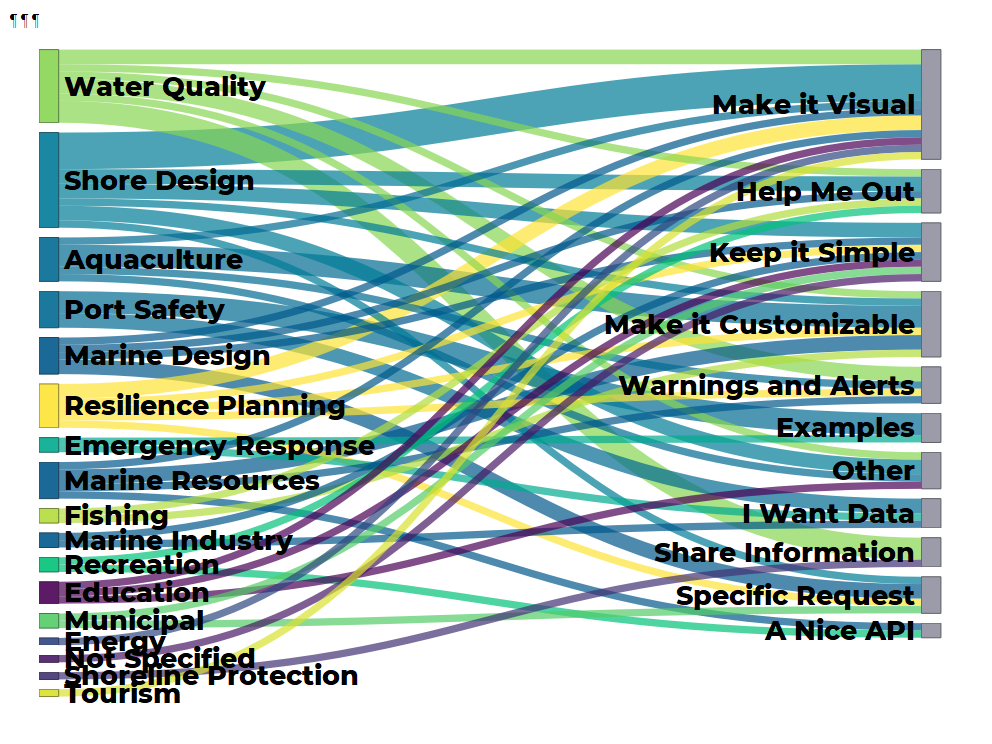 ¶¶¶
Water Quality
Shore Design
Aquaculture
Port Safety
Marine Design
Resilience Planning
Emergency Response
Marine Resources
Fishing
Marine Industry
Recreation
Education
Municipal
Energy
Not Specified
Shoreline Protection
Tourism
Make it Visual
Help Me Out
Keep it Simple
Make it Customizable
Warnings and Alerts
Examples
Other
I Want Data
Share Information
Specific Request
A Nice API